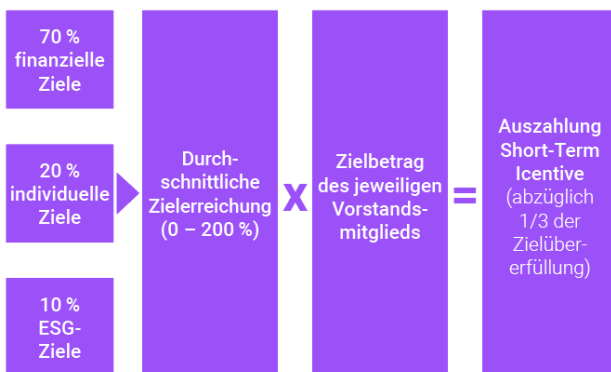 70 %
finanzielle
Ziele
20 %
individuelle
Ziele
10 %
ESG-
Ziele
Durch-
schnittliche
Zielerreichung
(0 – 200 %)
x
Zielbetrag
des jeweiligen
Vorstands-
mitglieds
=
Auszahlung
Short-Term
Icentive
(abzüglich
1/3 der
Zielüber-
erfüllung)